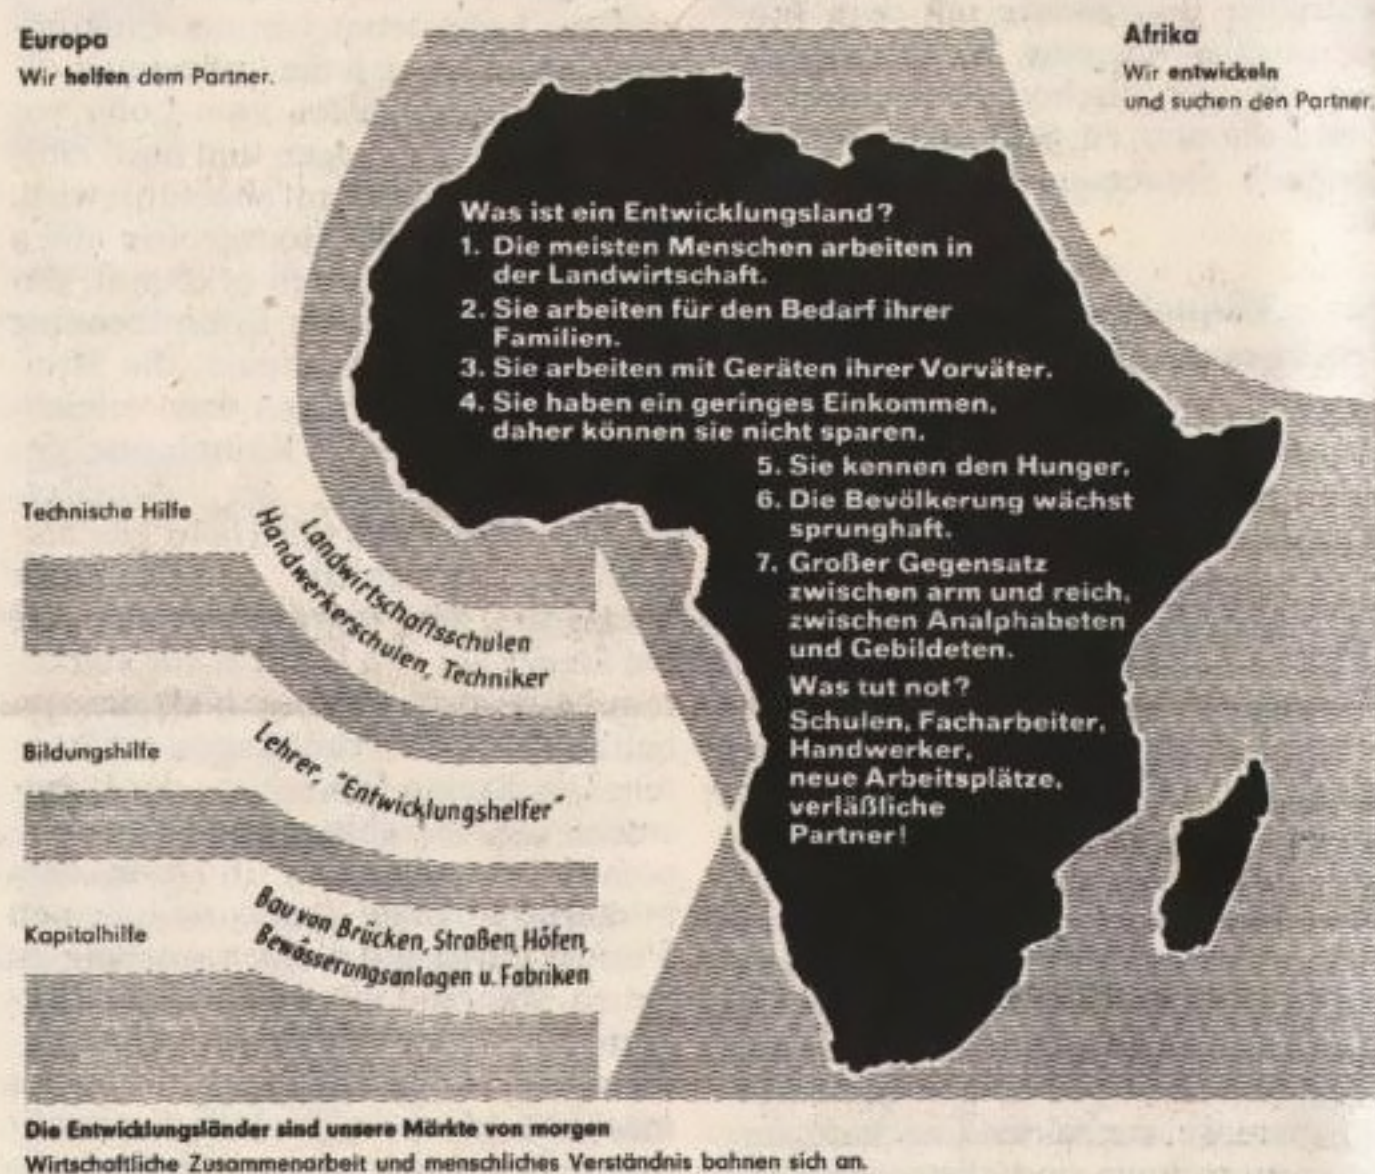 Europa
Wir helfen dem Partner.
Afrika
Wir entwickeln
und suchen den Partner.
Was ist ein Entwicklungsland?
1. Die meisten Menschen arbeiten in
der Landwirtschaft.
2. Sie arbeiten für den Bedarf ihrer
Familien.
3. Sie arbeiten mit Geräten ihrer Vorväter.
4. Sie haben ein geringes Einkommen,
daher können sie nicht sparen.
5. Sie kennen den Hunger.
6. Die Bevölkerung wächst
sprunghaft.
7. Großer Gegensatz
zwischen arm und reich,
zwischen Analphabeten
und Gebildeten.
Was tut not?
Schulen, Facharbeiter,
Handwerker,
neue Arbeitsplätze,
verläßliche
Partner!
Technische Hilfe
Landwirtschaftsschulen
Handwerkerschulen, Techniker
Bildungshilfe
Lehrer, "Entwicklungshelfer"
Kapitalhilfe
Bau von Brücken, Straßen, Höfen,
Bewässerungsanlagen u. Fabriken
Die Entwicklungsländer sind unsere Märkte von morgen
Wirtschaftliche Zusammenarbeit und menschliches Verständnis bahnen sich an.